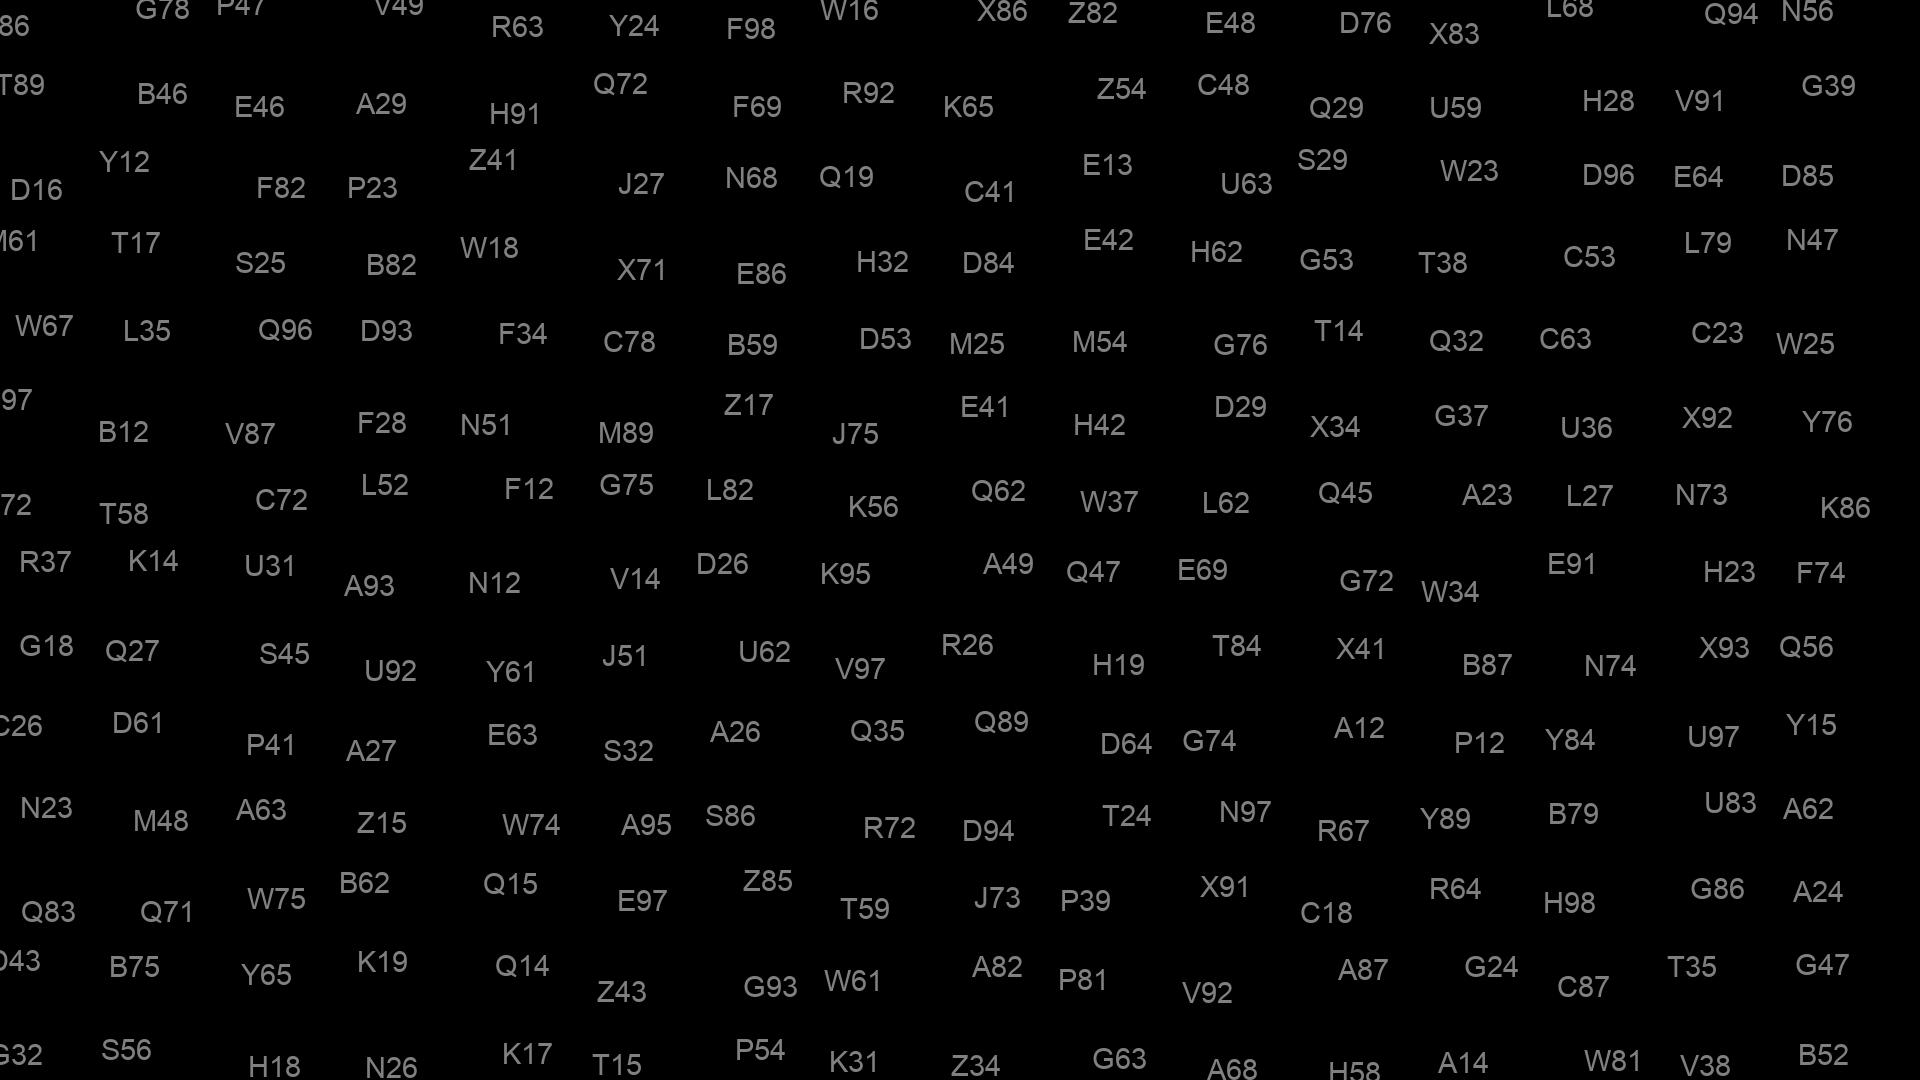 86 G78 P47 V49 R63 Y24 F98 W16 X86 Z82 E48 D76 X83 L68 Q94 N56
T89 B46 E46 A29 H91 Q72 F69 R92 K65 Z54 C48 Q29 U59 H28 V91 G39
D16 Y12 F82 P23 Z41 J27 N68 Q19 C41 E13 U63 S29 W23 D96 E64 D85
M61 T17 S25 B82 W18 X71 E86 H32 D84 E42 H62 G53 T38 C53 L79 N47
W67 L35 Q96 D93 F34 C78 B59 D53 M25 M54 G76 T14 Q32 C63 C23 W25
97 B12 V87 F28 N51 M89 Z17 J75 E41 H42 D29 X34 G37 U36 X92 Y76
72 T58 C72 L52 F12 G75 L82 K56 Q62 W37 L62 Q45 A23 L27 N73 K86
R37 K14 U31 A93 N12 V14 D26 K95 A49 Q47 E69 G72 W34 E91 H23 F74
G18 Q27 S45 U92 Y61 J51 U62 V97 R26 H19 T84 X41 B87 N74 X93 Q56
C26 D61 P41 A27 E63 S32 A26 Q35 Q89 D64 G74 A12 P12 Y84 U97 Y15
N23 M48 A63 Z15 W74 A95 S86 R72 D94 T24 N97 R67 Y89 B79 U83 A62
Q83 Q71 W75 B62 Q15 E97 Z85 T59 J73 P39 X91 C18 R64 H98 G86 A24
43 B75 Y65 K19 Q14 Z43 G93 W61 A82 P81 V92 A87 G24 C87 T35 G47
G32 S56 H18 N26 K17 T15 P54 K31 Z34 G63 A68 H58 A14 W81 V38 B52